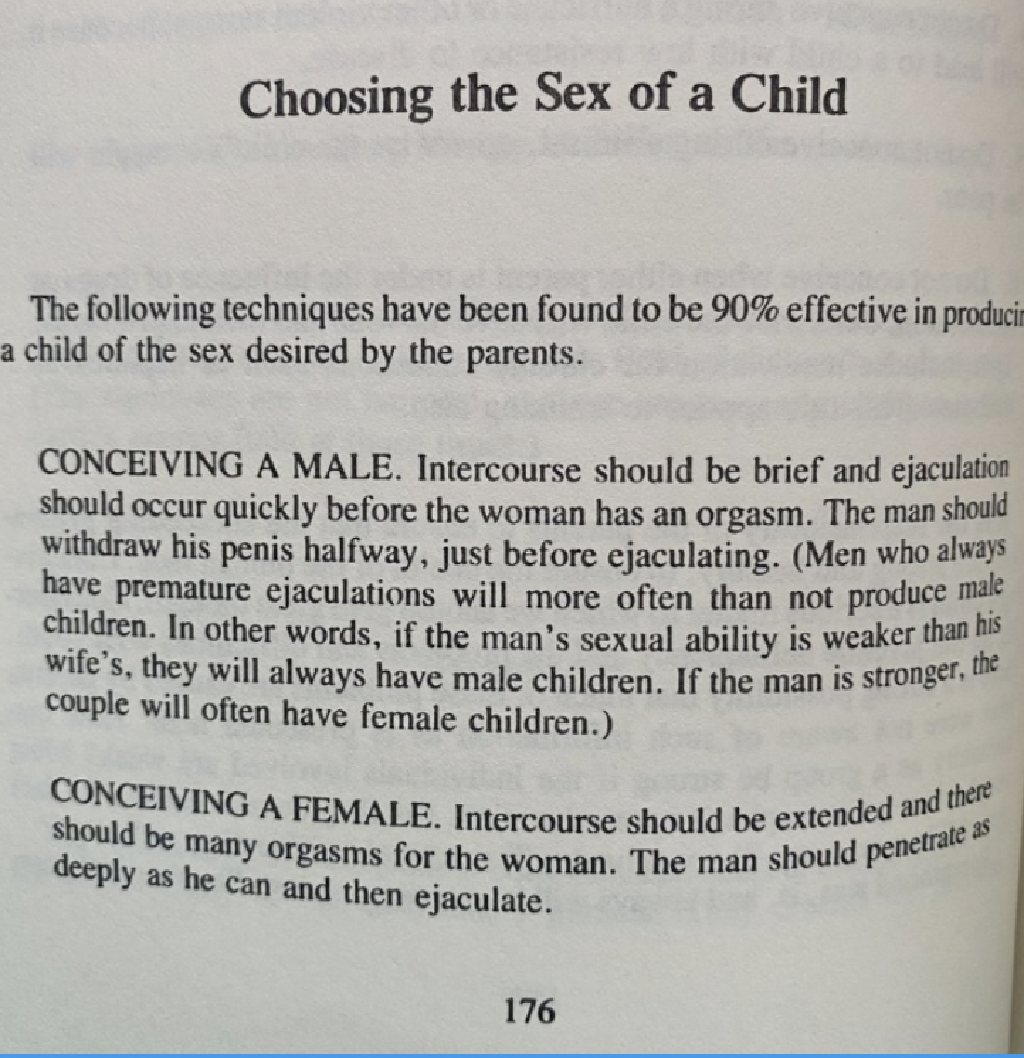 Choosing the Sex of a Child
The following techniques have been found to be 90% effective in producin
a child of the sex desired by the parents.
CONCEIVING A MALE. Intercourse should be brief and ejaculation
should occur quickly before the woman has an orgasm. The man should
withdraw his penis halfway, just before ejaculating. (Men who always
have premature ejaculations will more often than not produce male
children. In other words, if the man's sexual ability is weaker than his
wife's, they will always have male children. If the man is stronger, the
couple will often have female children.)
CONCEIVING A FEMALE. Intercourse should be extended and there
should be many orgasms for the woman. The man should penetrate as
deeply as he can and then ejaculate.
176